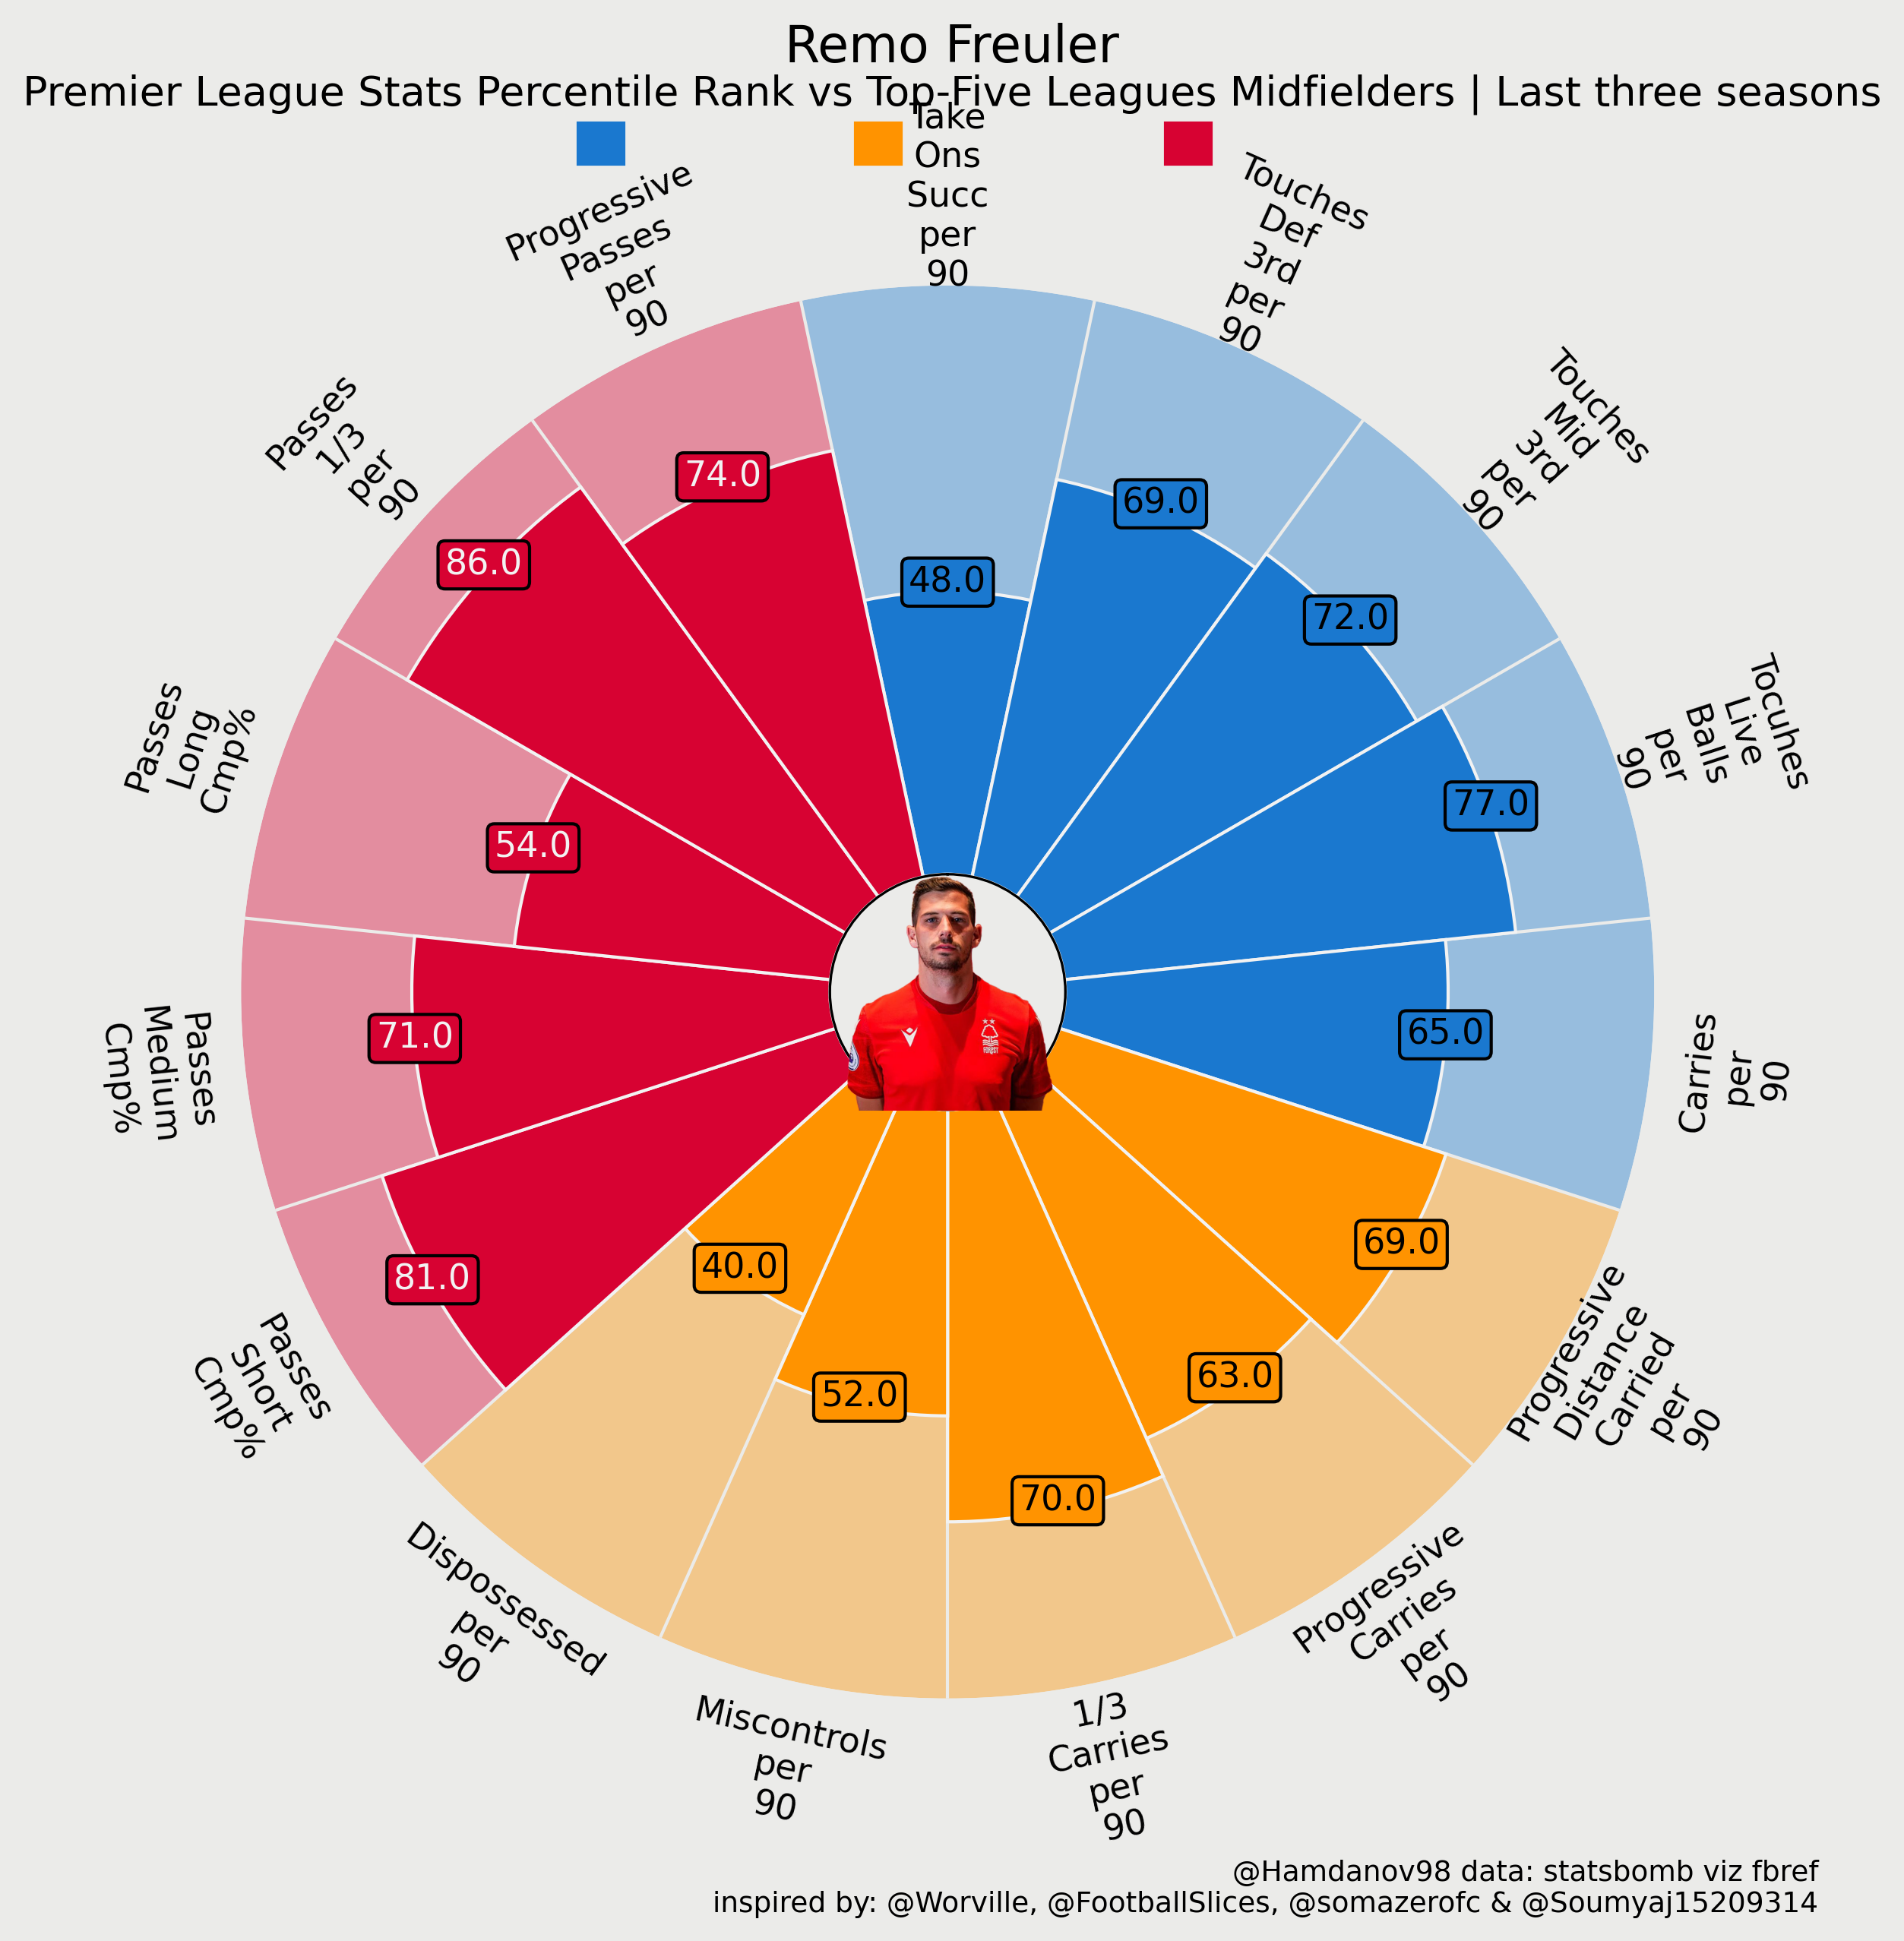 Remo Freuler
Premier League Stats Percentile Rank vs Top-Five Leagues Midfielders | Last three seasons
Take
Ons
Succ
per
90
48.0
Touches
Def
3rd
per
90
69.0
Touches
Mid
3rd
per
90
72.0
Tocuhes
Live
Balls
per
90
77.0
Carries
per
90
65.0
Progressive
Distance
Carried
per
90
69.0
Progressive
Carries
per
90
63.0
1/3
Carries
per
90
70.0
Miscontrols
per
90
52.0
Dispossessed
per
90
40.0
Passes
Short
Cmp%
81.0
Passes
Medium
Cmp%
71.0
Passes
Long
Cmp%
54.0
Passes
1/3
per
90
86.0
Progressive
Passes
per
90
74.0
@Hamdanov98 data: statsbomb viz fbref
inspired by: @Worville, @FootballSlices, @somazerofc & @Soumyaj15209314